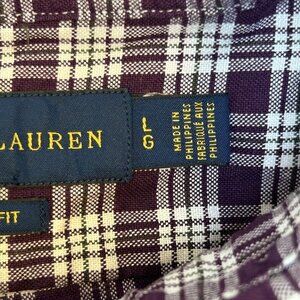 LAUREN
L
G
MADE IN
PHILIPPINES
FABRIQUÉ AUX
PHILIPPINES
FIT